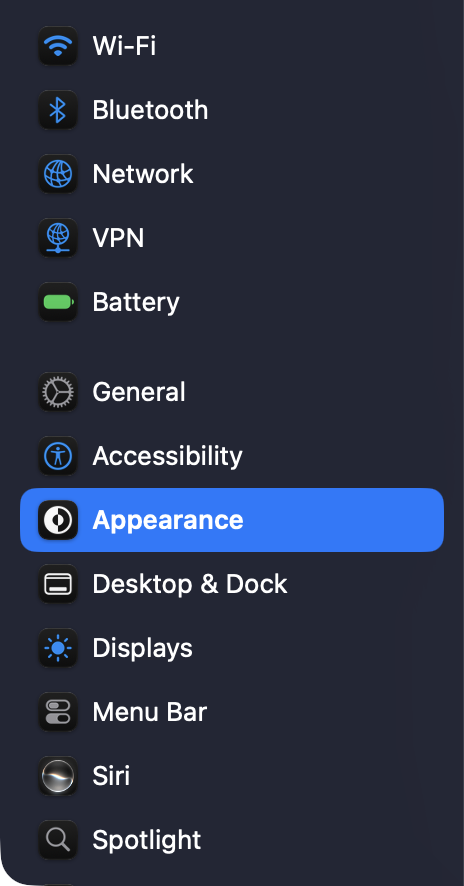 Wi-Fi
Bluetooth
Network
VPN
Battery
General
Accessibility
Appearance
Desktop & Dock
Displays
Menu Bar
Siri
Spotlight